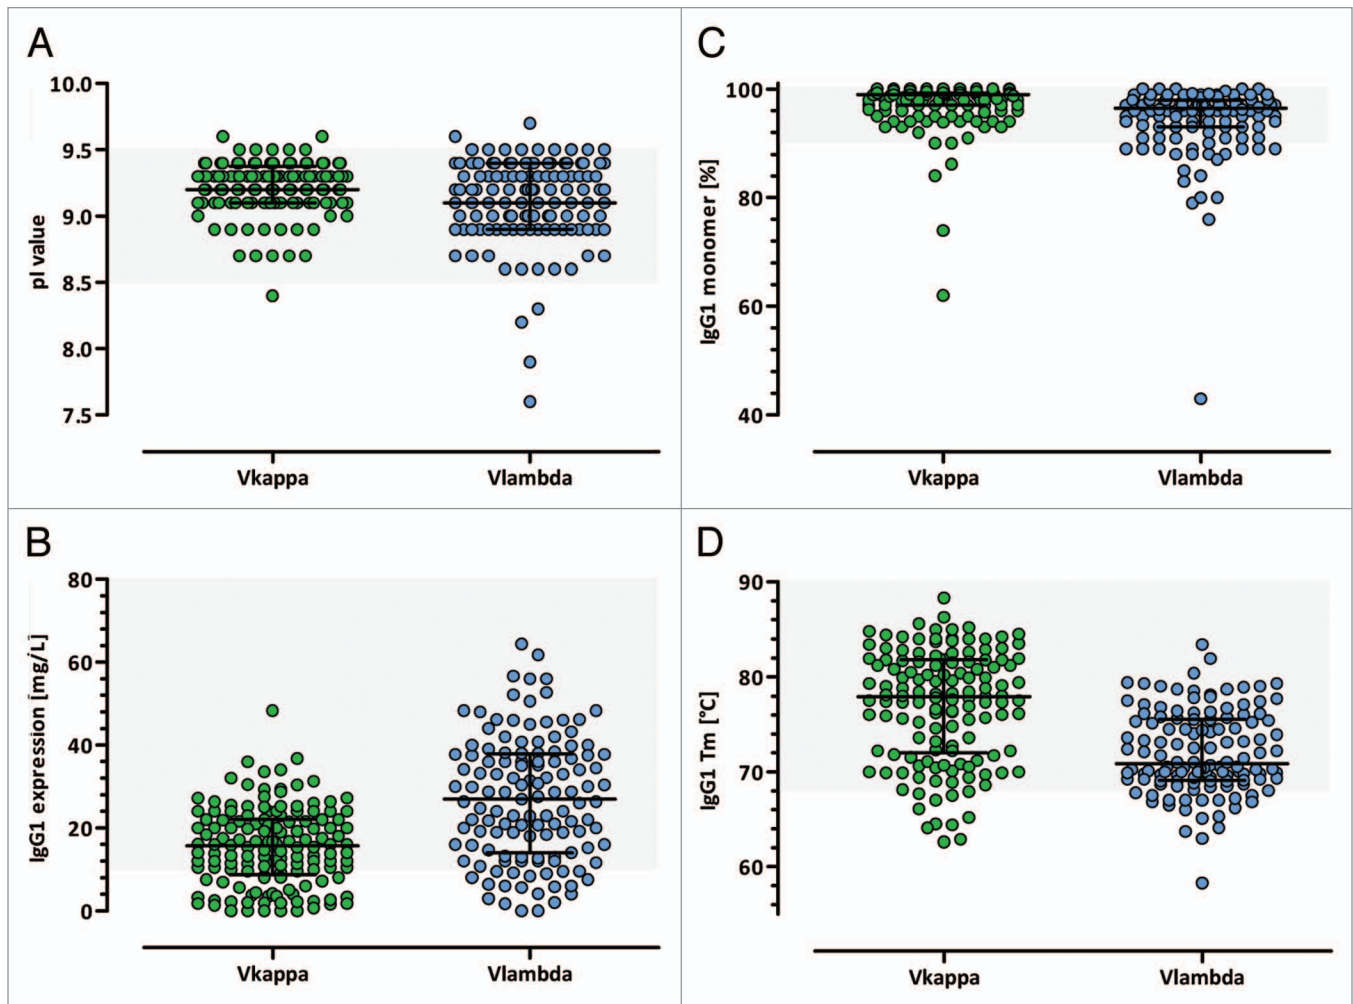 A
10.0
9.5
9.0
8.5
8.0
7.5
pI value
Vkappa
Vlambda
C
100
80
60
40
IgG1 monomer [%]
Vkappa
Vlambda
B
80
60
40
20
0
IgG1 expression [mg/L]
Vkappa
Vlambda
D
90
80
70
60
IgG1 Tm [°C]
Vkappa
Vlambda